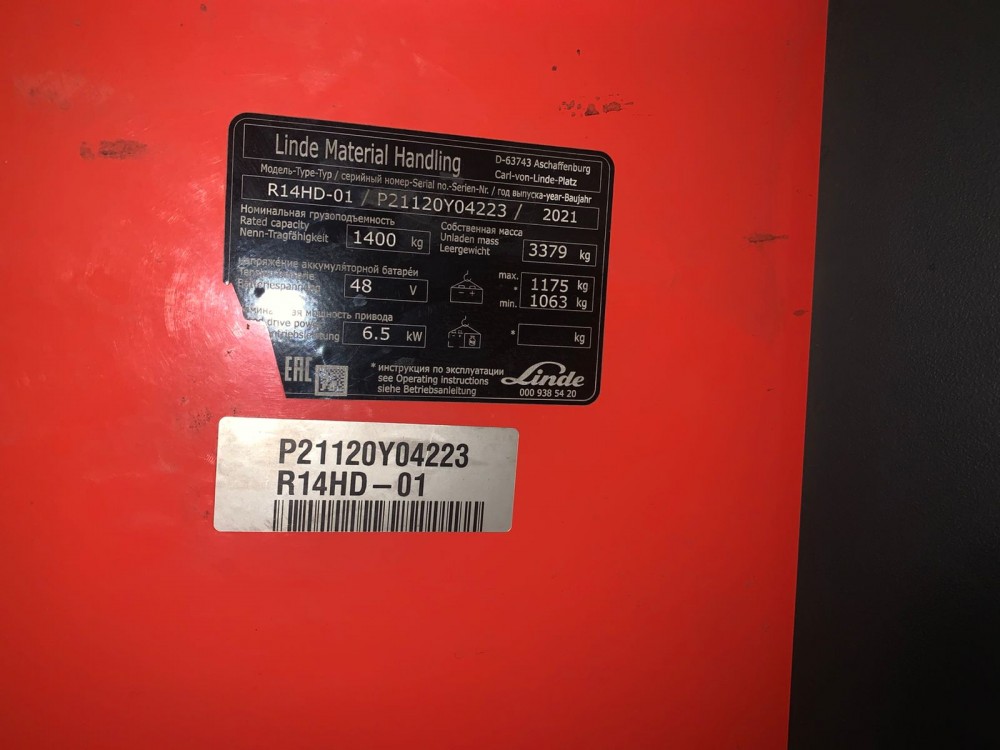 Linde Material Handling
D-63743 Aschaffenburg
Carl-von-Linde-Platz
Модель-Type-Typ / серийный номер-Serial no.-Serien-Nr. / год выпуска-year-Baujahr
R14HD-01 / P21120Y04223 / 2021
Номинальная грузоподъемность
Rated capacity
Nenn-Tragfähigkeit
1400 kg
Собственная масса
Unladen mass
Leergewicht
3379 kg
напряжение аккумуляторной батареи
48 V
max. 1175 kg
*
min. 1063 kg
мощность привода
drive
6.5 kW
* kg
EAC
* инструкция по эксплуатации
see Operating instructions
siehe Betriebsanleitung
Linde
000 938 54 20
P21120Y04223
R14HD-01